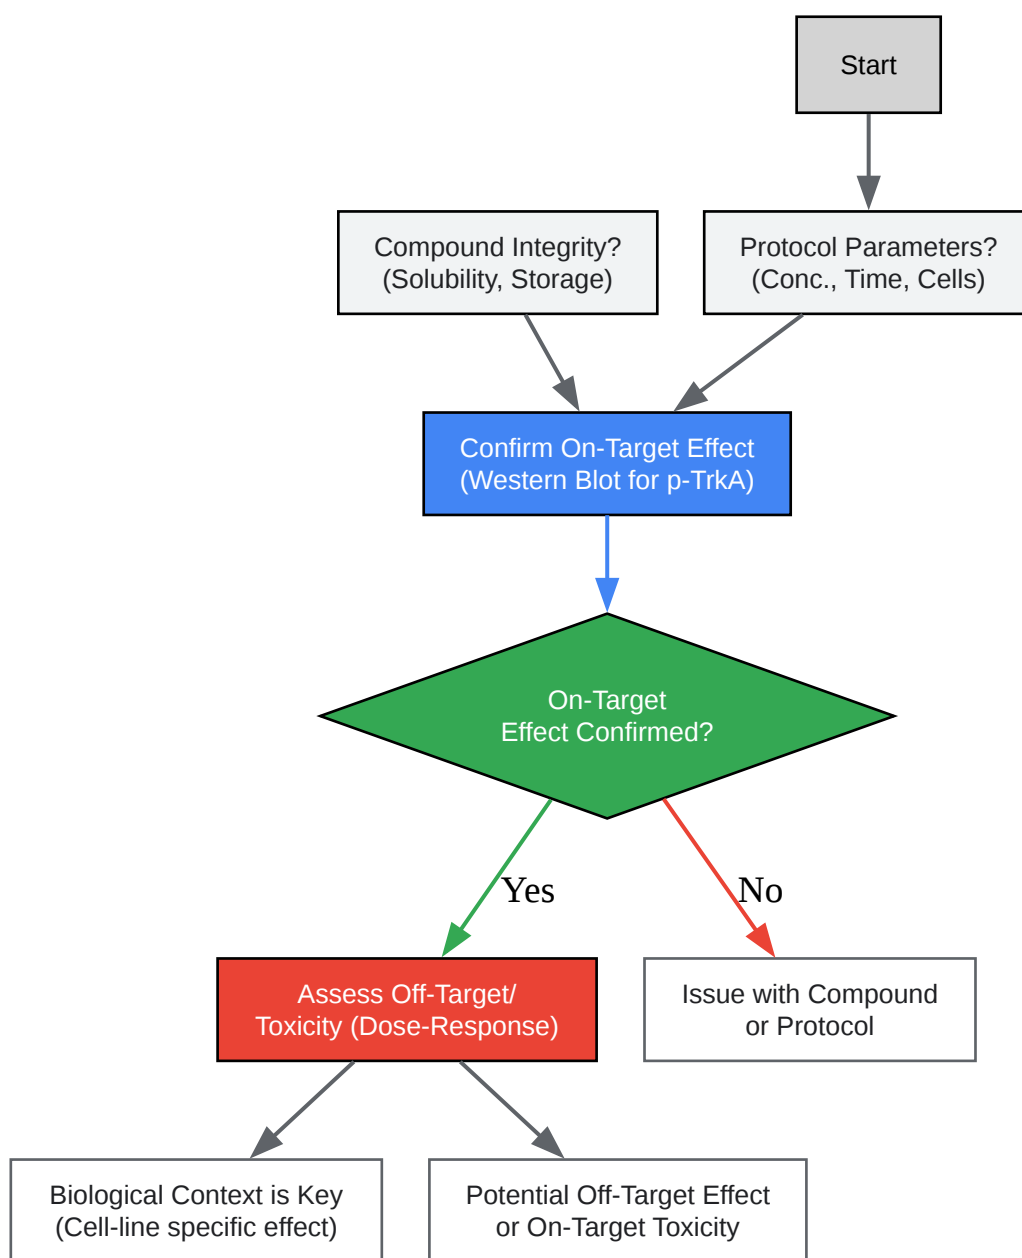 Start
Compound Integrity?
(Solubility, Storage)
Protocol Parameters?
(Conc., Time, Cells)
Confirm On-Target Effect
(Western Blot for p-TrkA)
On-Target
Effect Confirmed?
Yes
No
Assess Off-Target/
Toxicity (Dose-Response)
Issue with Compound
or Protocol
Biological Context is Key
(Cell-line specific effect)
Potential Off-Target Effect
or On-Target Toxicity